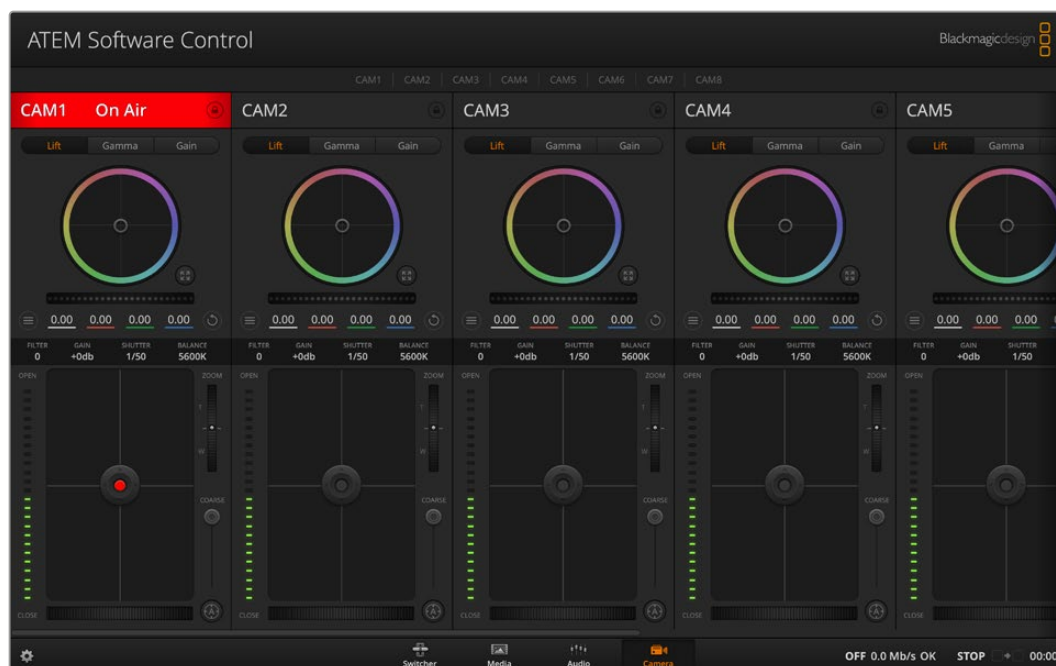 ATEM Software Control
Blackmagicdesign
CAM1 CAM2 CAM3 CAM4 CAM5 CAM6 CAM7 CAM8
CAM1 On Air CAM2 CAM3 CAM4 CAM5
Lift Gamma Gain Lift Gamma Gain Lift Gamma Gain Lift Gamma Gain Lift Gamma
0.00 0.00 0.00 0.00 0.00 0.00 0.00 0.00 0.00 0.00 0.00 0.00 0.00 0.00 0.00 0.00 0.00 0.00
FILTER GAIN SHUTTER BALANCE FILTER GAIN SHUTTER BALANCE FILTER GAIN SHUTTER BALANCE FILTER GAIN SHUTTER BALANCE FILTER GAIN SHUTTER
0 +0db 1/50 5600K 0 +0db 1/50 5600K 0 +0db 1/50 5600K 0 +0db 1/50 5600K 0 +0db 1/50
OPEN ZOOM OPEN ZOOM OPEN ZOOM OPEN ZOOM OPEN
T T T T
W W W W
COARSE COARSE COARSE COARSE
CLOSE A CLOSE A CLOSE A CLOSE A CLOSE
Switcher Media Audio Camera OFF 0.0 Mb/s OK STOP